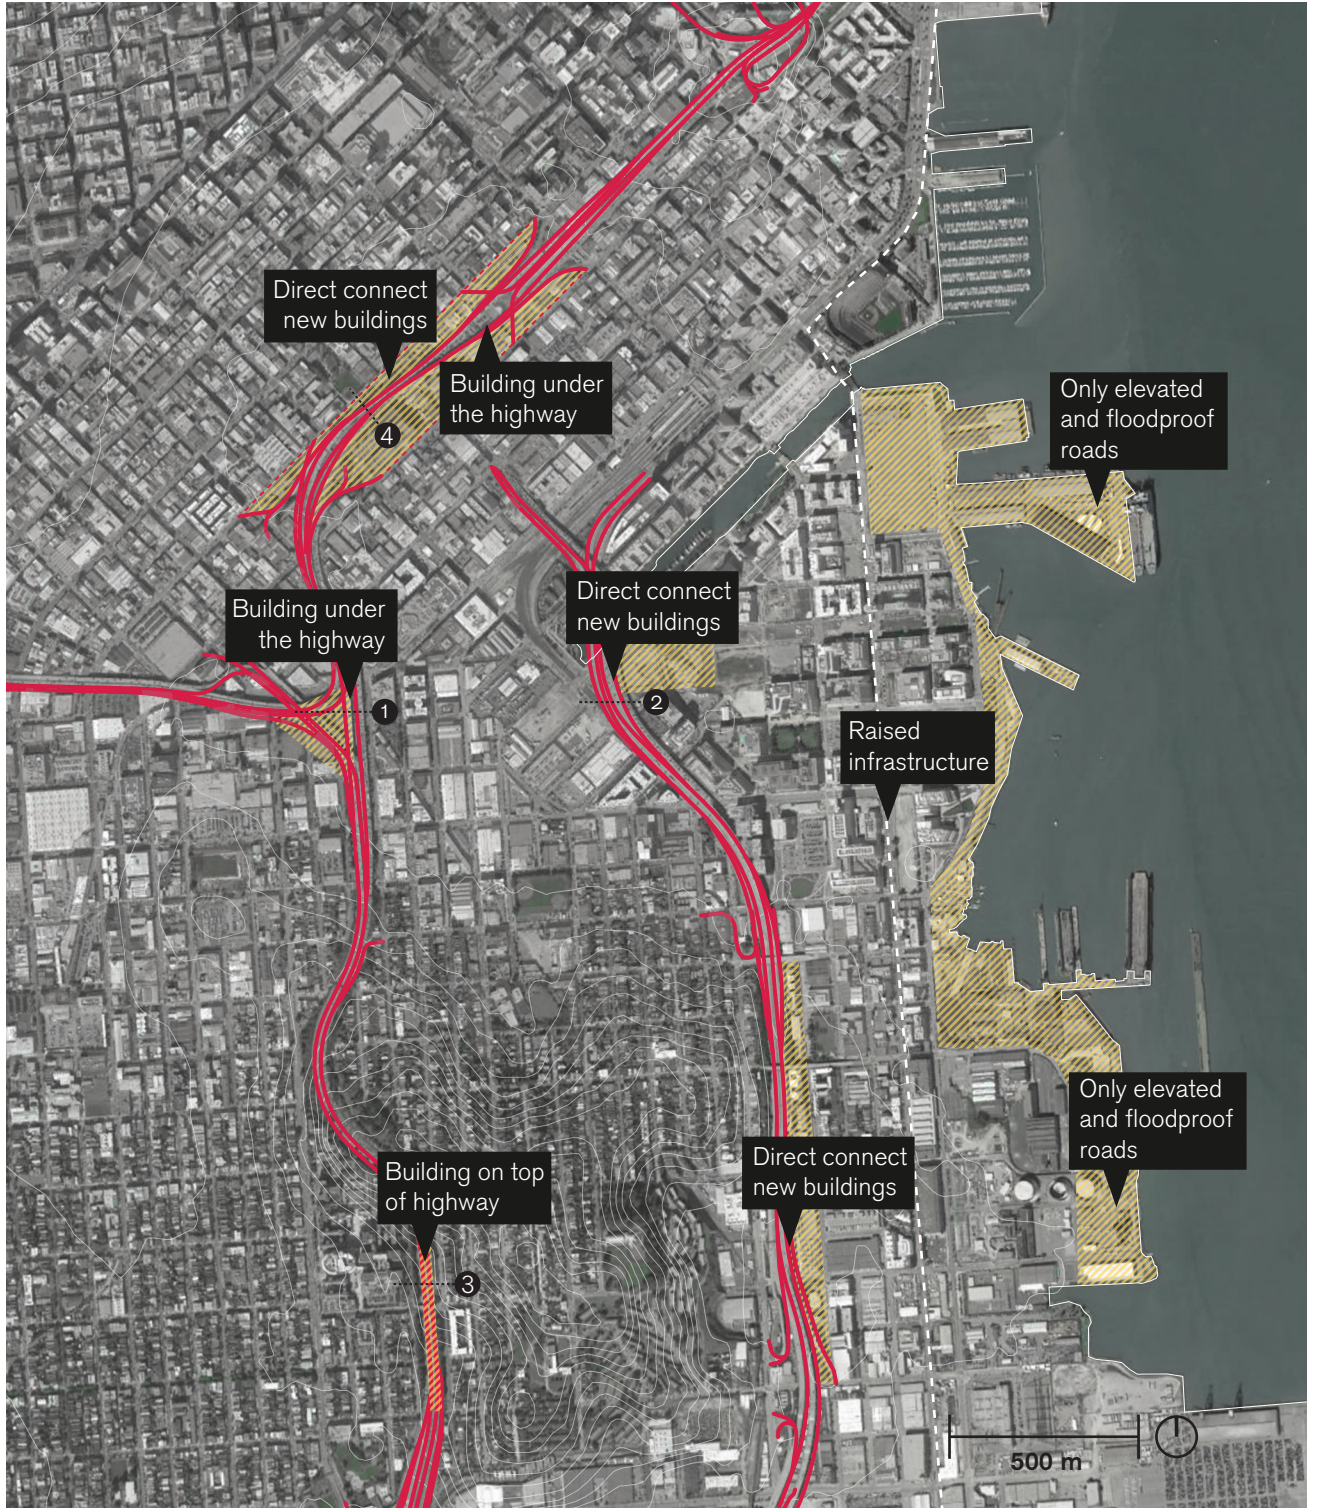 Direct connect
new buildings
Building under
the highway
4
Only elevated
and floodproof
roads
Building under
the highway
1
Direct connect
new buildings
2
Raised
infrastructure
Only elevated
and floodproof
roads
Building on top
of highway
3
Direct connect
new buildings
500 m